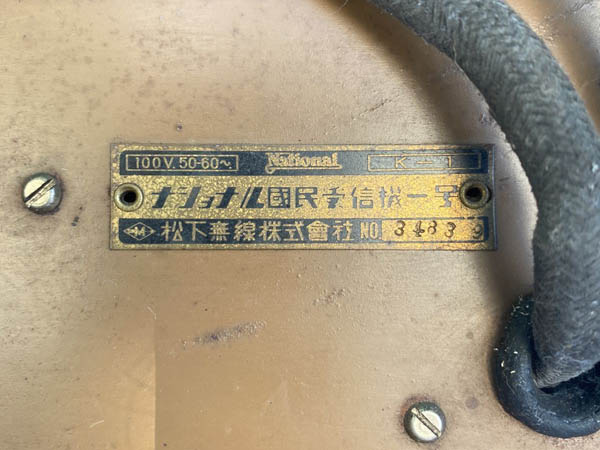 100V. 50-60~ National K-1
ナショナル國民受信機一号
M 松下無線株式會社 NO 34839